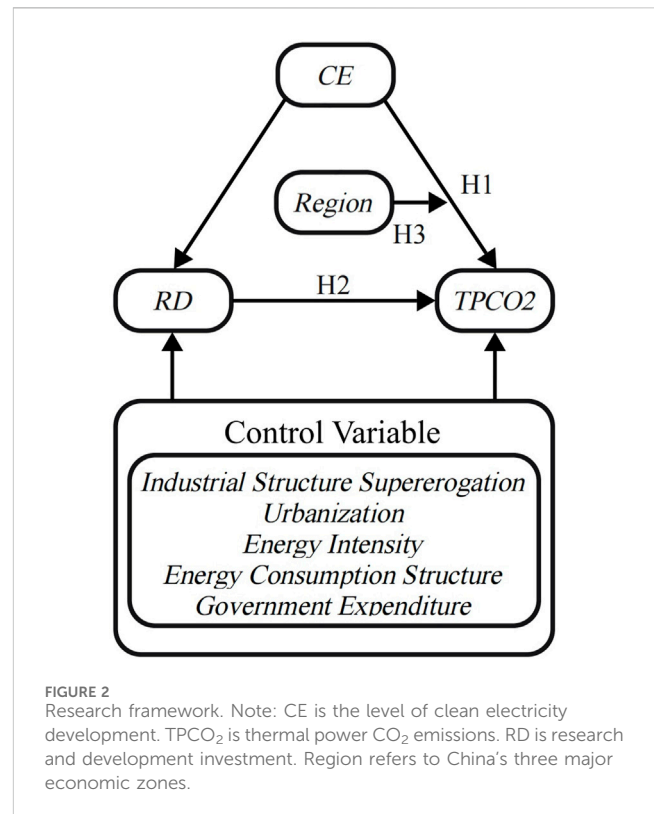 CE
H1
Region
H3
RD
H2
TPCO2
Control Variable
Industrial Structure Supererogation
Urbanization
Energy Intensity
Energy Consumption Structure
Government Expenditure
FIGURE 2
Research framework. Note: CE is the level of clean electricity
development. TPCO₂ is thermal power CO₂ emissions. RD is research
and development investment. Region refers to China's three major
economic zones.